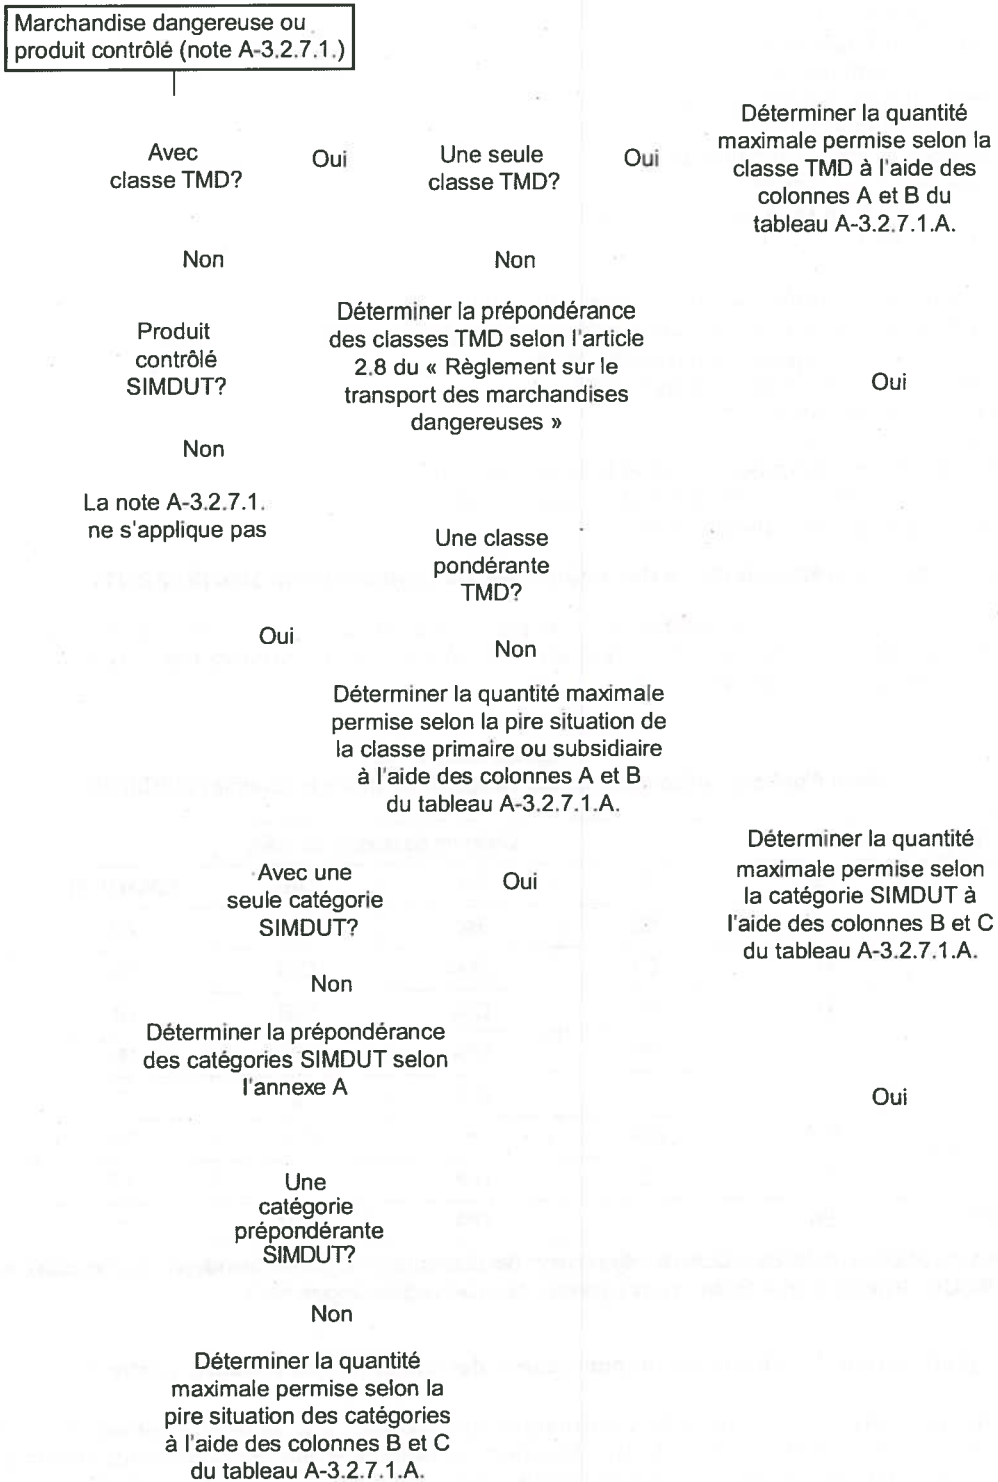 Marchandise dangereuse ou
produit contrôlé (note A-3.2.7.1.)
Avec
classe TMD?
Oui
Une seule
classe TMD?
Oui
Déterminer la quantité
maximale permise selon la
classe TMD à l'aide des
colonnes A et B du
tableau A-3.2.7.1.A.
Non
Non
Produit
contrôlé
SIMDUT?
Déterminer la prépondérance
des classes TMD selon l'article
2.8 du « Règlement sur le
transport des marchandises
dangereuses »
Oui
Non
La note A-3.2.7.1.
ne s'applique pas
Une classe
pondérante
TMD?
Oui
Non
Déterminer la quantité maximale
permise selon la pire situation de
la classe primaire ou subsidiaire
à l'aide des colonnes A et B
du tableau A-3.2.7.1.A.
Avec une
seule catégorie
SIMDUT?
Oui
Déterminer la quantité
maximale permise selon
la catégorie SIMDUT à
l'aide des colonnes B et C
du tableau A-3.2.7.1.A.
Non
Déterminer la prépondérance
des catégories SIMDUT selon
l'annexe A
Oui
Une
catégorie
prépondérante
SIMDUT?
Non
Déterminer la quantité
maximale permise selon la
pire situation des catégories
à l'aide des colonnes B et C
du tableau A-3.2.7.1.A.